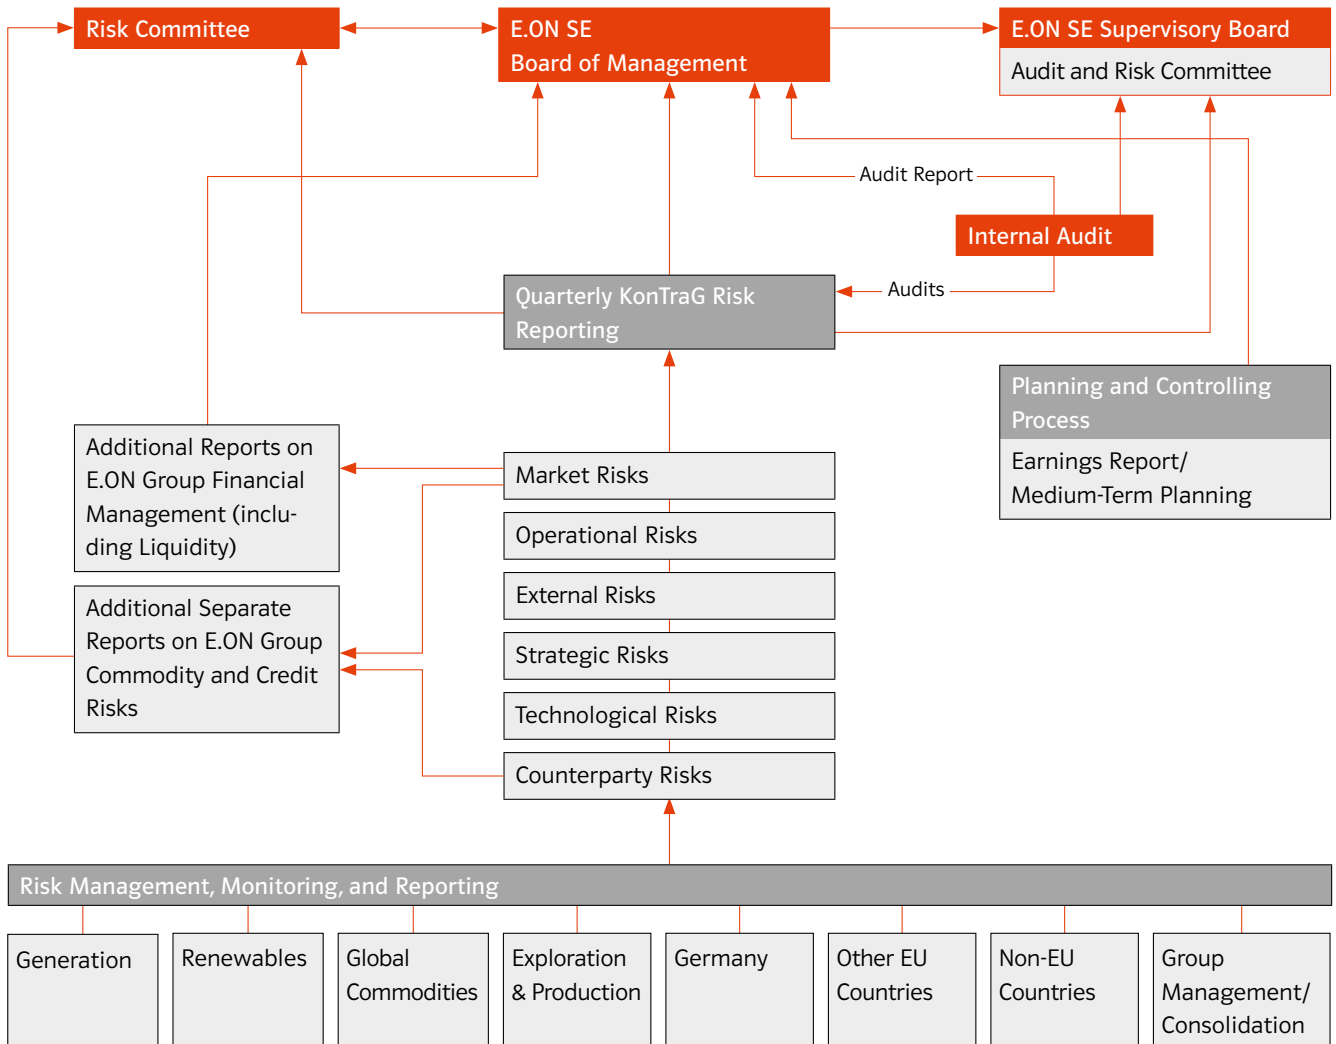 Risk Committee
E.ON SE
Board of Management
E.ON SE Supervisory Board
Audit and Risk Committee
Audit Report
Internal Audit
Audits
Quarterly KonTraG Risk
Reporting
Planning and Controlling
Process
Earnings Report/
Medium-Term Planning
Additional Reports on
E.ON Group Financial
Management (inclu-
ding Liquidity)
Additional Separate
Reports on E.ON Group
Commodity and Credit
Risks
Market Risks
Operational Risks
External Risks
Strategic Risks
Technological Risks
Counterparty Risks
Risk Management, Monitoring, and Reporting
Generation
Renewables
Global
Commodities
Exploration
& Production
Germany
Other EU
Countries
Non-EU
Countries
Group
Management/
Consolidation